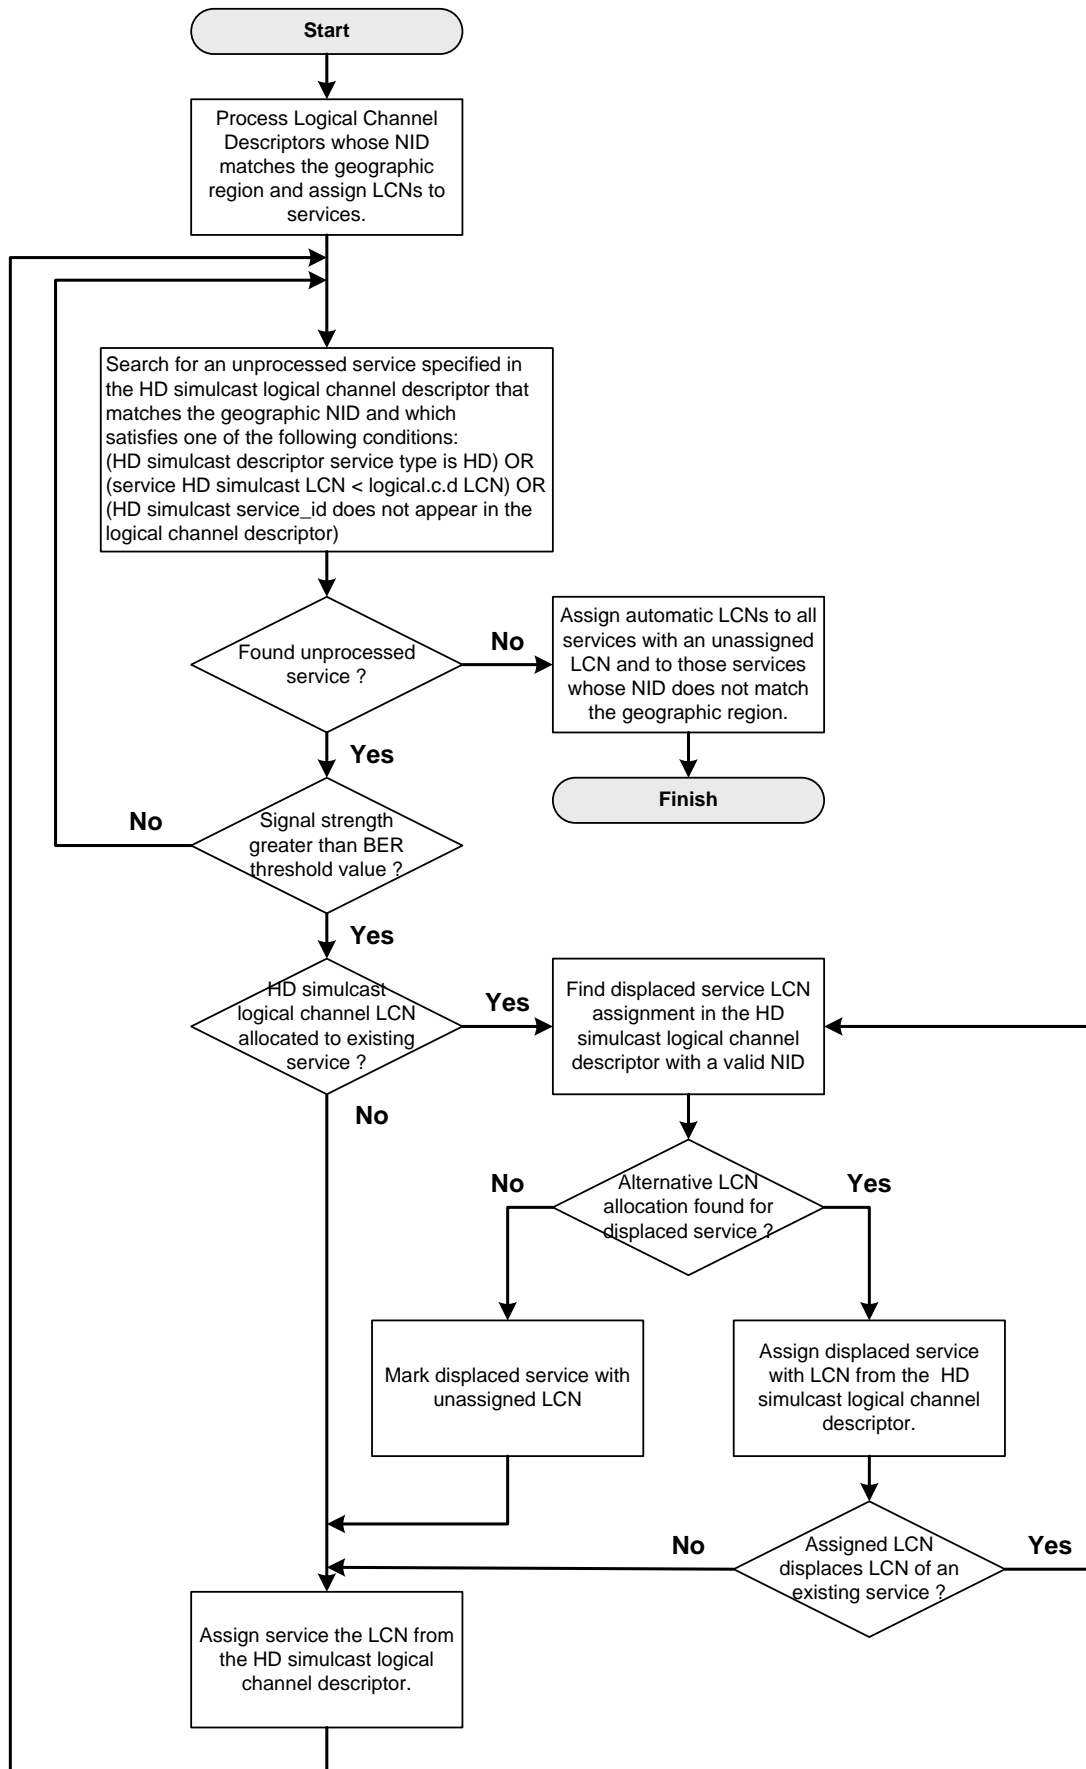 Start
Process Logical Channel
Descriptors whose NID
matches the geographic
region and assign LCNs to
services.
Search for an unprocessed service specified in
the HD simulcast logical channel descriptor that
matches the geographic NID and which
satisfies one of the following conditions:
(HD simulcast descriptor service type is HD) OR
(service HD simulcast LCN < logical.c.d LCN) OR
(HD simulcast service_id does not appear in the
logical channel descriptor)
Found unprocessed
service ?
No
Assign automatic LCNs to all
services with an unassigned
LCN and to those services
whose NID does not match
the geographic region.
Yes
Finish
Signal strength
greater than BER
threshold value ?
No
Yes
HD simulcast
logical channel LCN
allocated to existing
service ?
Yes
Find displaced service LCN
assignment in the HD
simulcast logical channel
descriptor with a valid NID
No
Alternative LCN
allocation found for
displaced service ?
No
Yes
Mark displaced service with
unassigned LCN
Assign displaced service
with LCN from the HD
simulcast logical channel
descriptor.
Assigned LCN
displaces LCN of an
existing service ?
No
Yes
Assign service the LCN from
the HD simulcast logical
channel descriptor.